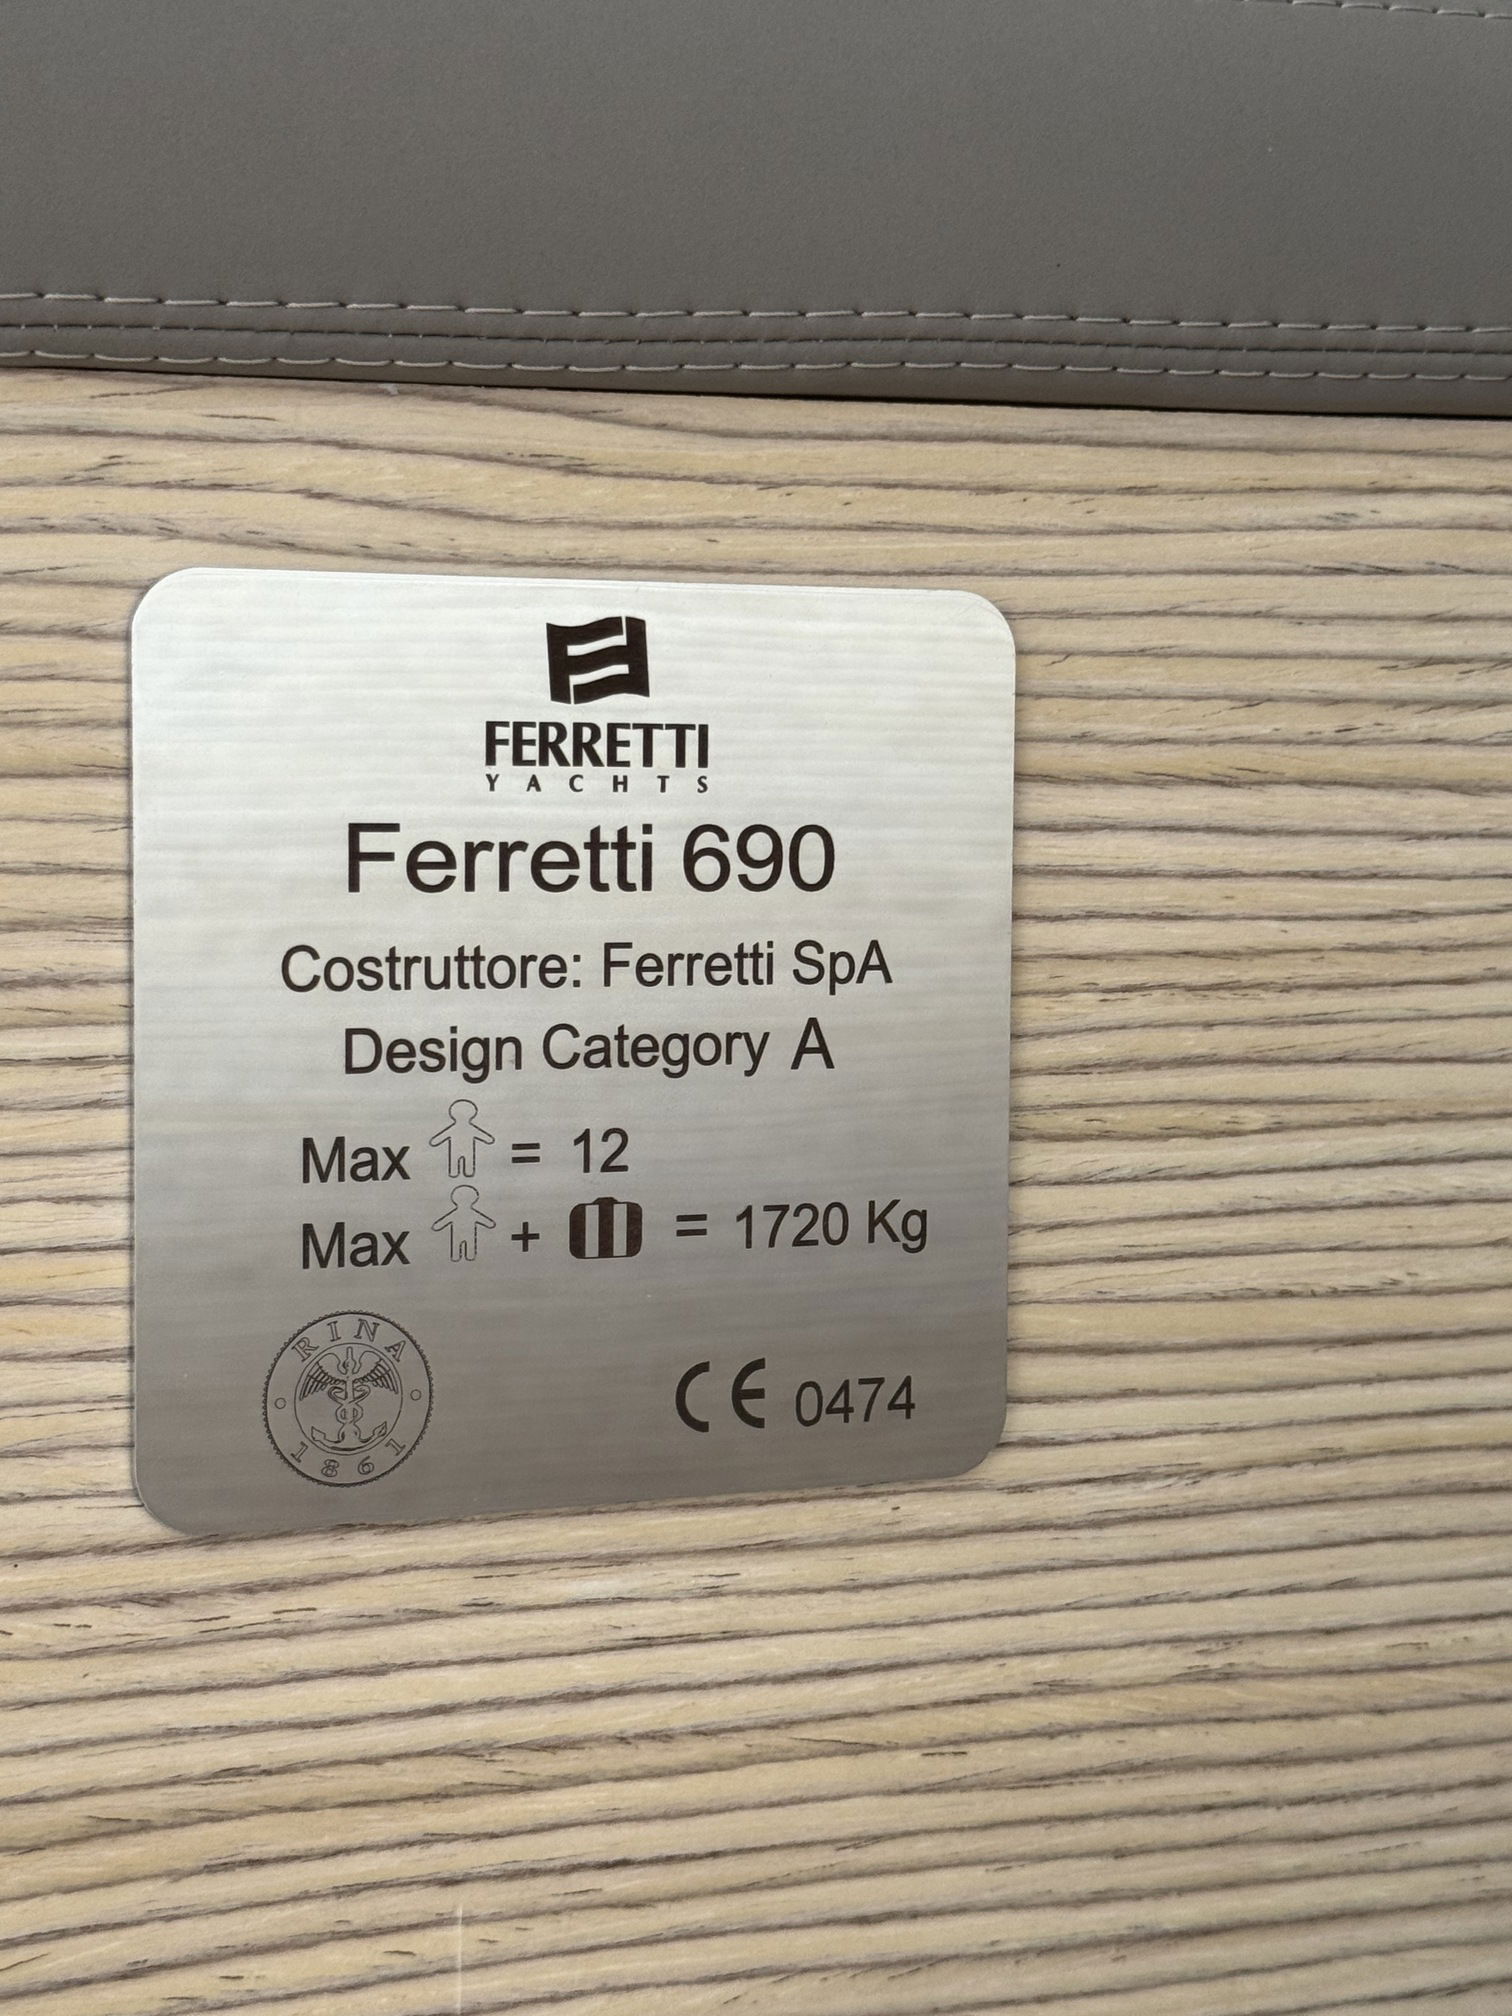 FERRETTI
YACHTS
Ferretti 690
Costruttore: Ferretti SpA
Design Category A
Max = 12
Max + = 1720 Kg
RINA
1861
CE 0474